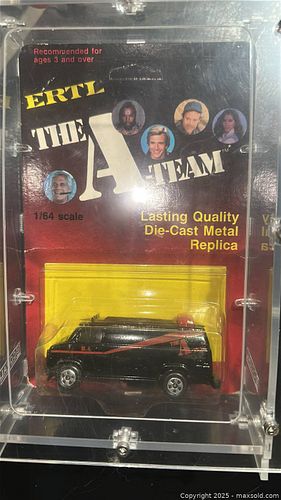 Recommended for
ages 3 and over
ERTL
THE A-TEAM
1/64 scale
Lasting Quality
Die-Cast Metal
Replica
Copyright © 2025 - maxsold.com